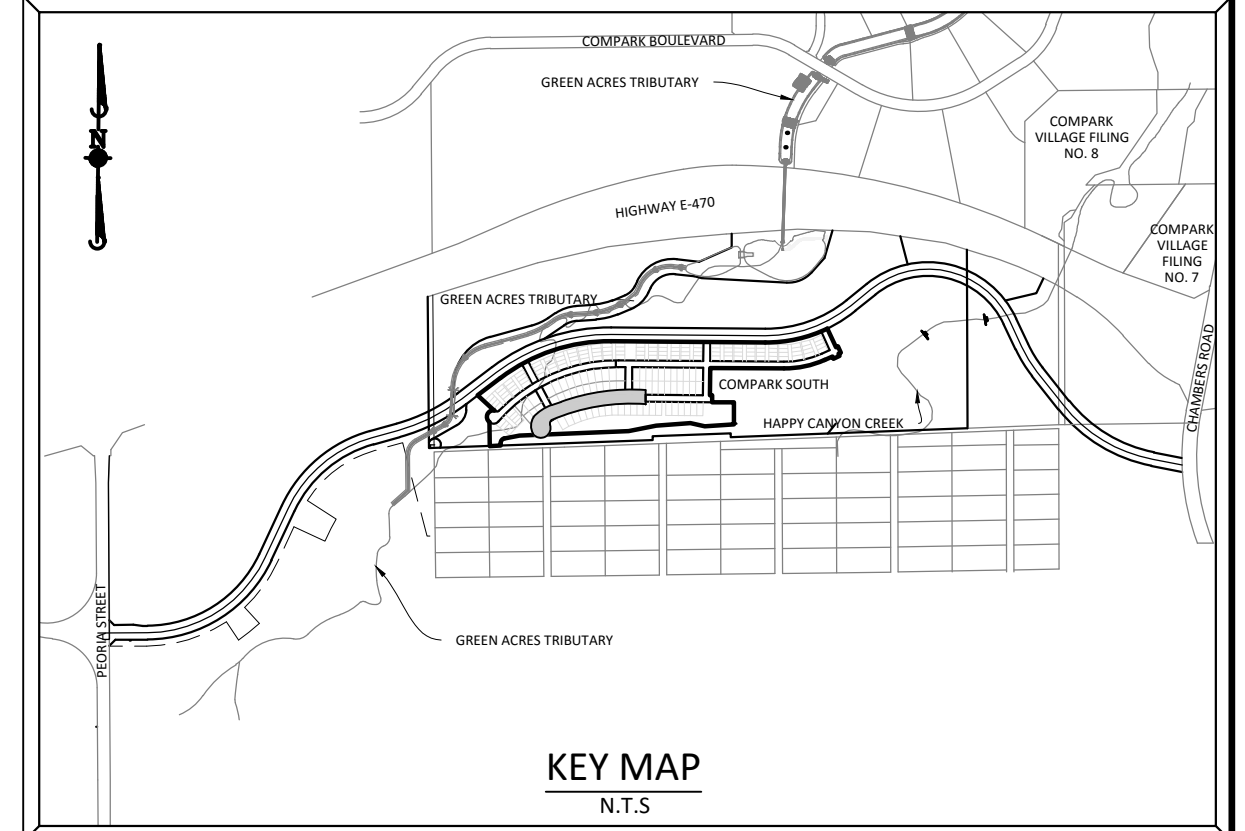 COMPARK BOULEVARD
GREEN ACRES TRIBUTARY
COMPARK
VILLAGE FILING
NO. 8
N
HIGHWAY E-470
COMPARK
VILLAGE
FILING
NO. 7
GREEN ACRES TRIBUTARY
CHAMBERS ROAD
COMPARK SOUTH
HAPPY CANYON CREEK
PEORIA STREET
GREEN ACRES TRIBUTARY
KEY MAP
N.T.S